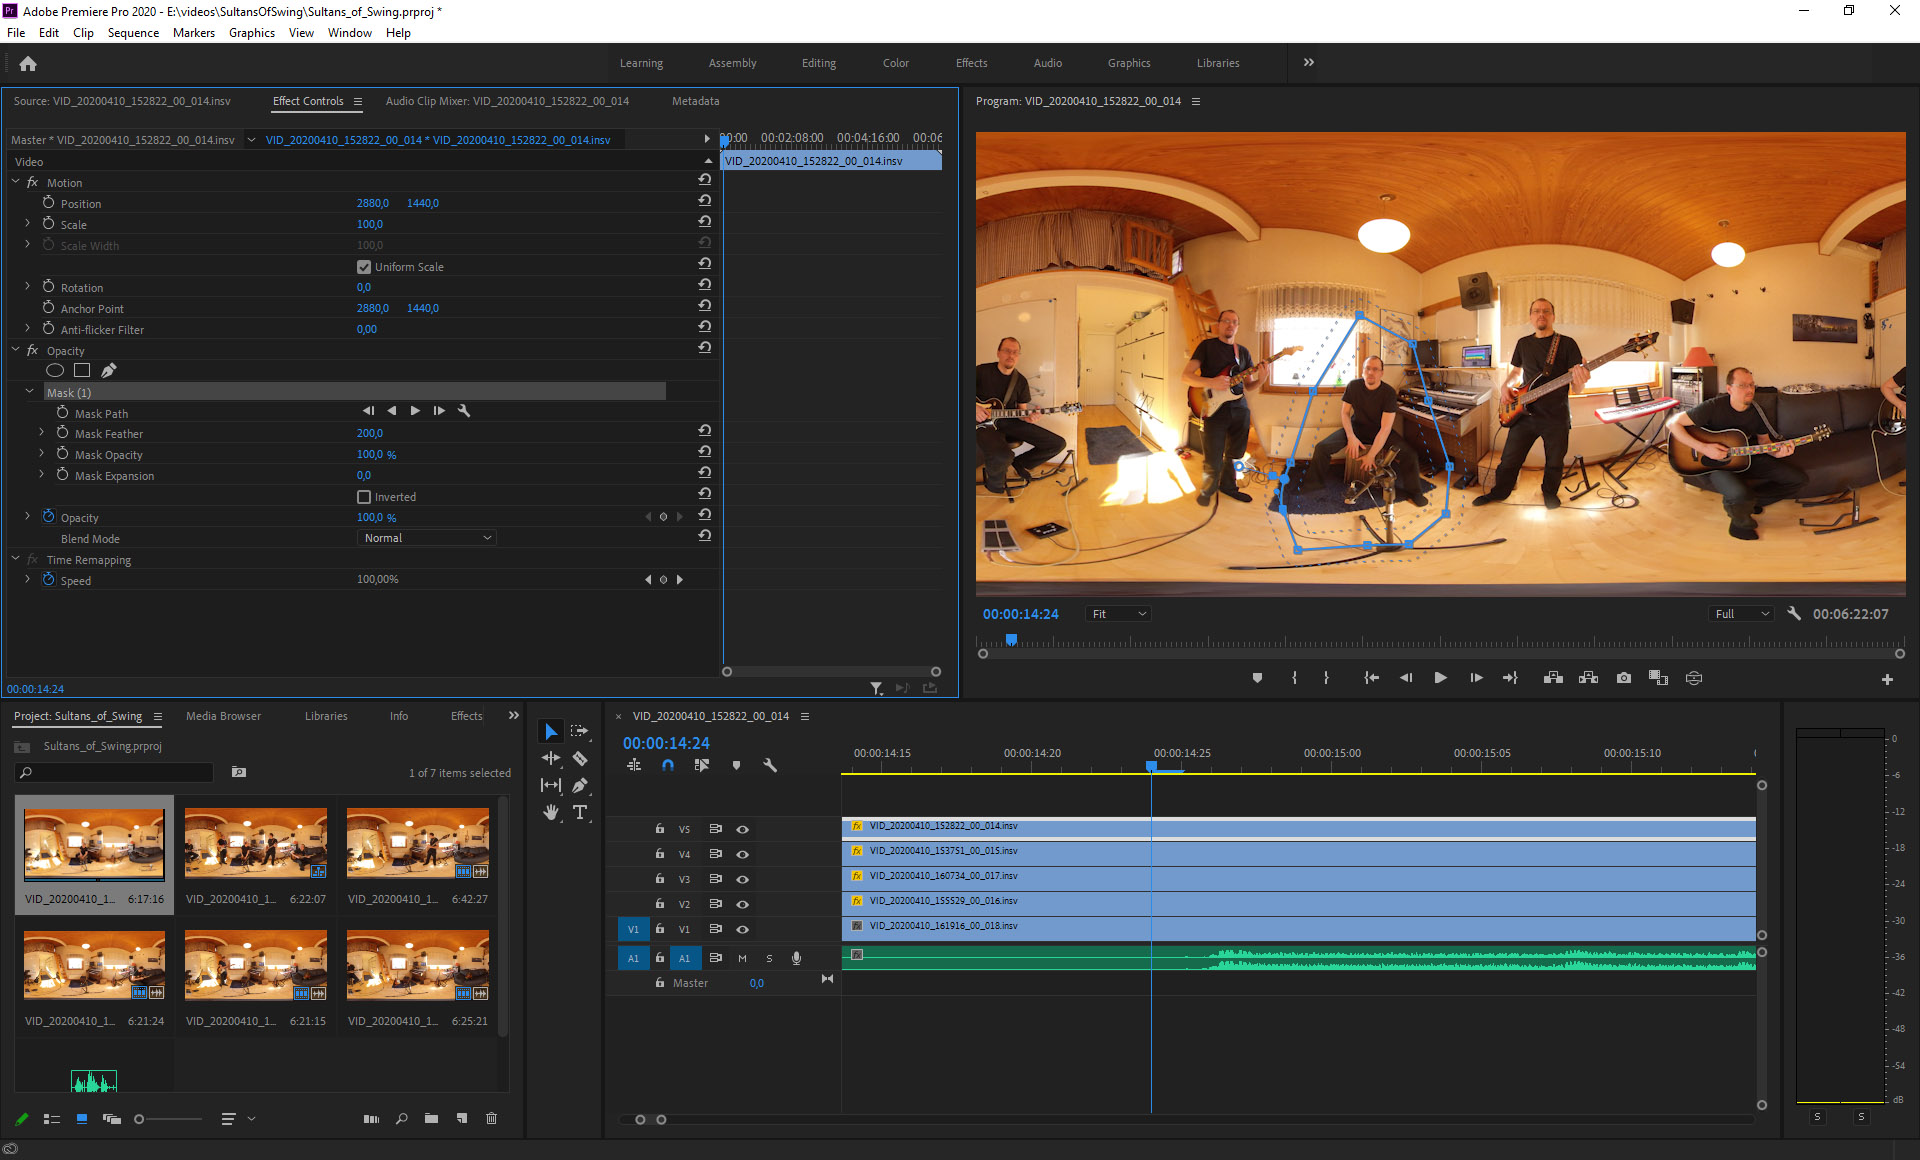 Pr Adobe Premiere Pro 2020 - E:\videos\SultansOfSwing\Sultans_of_Swing.prproj *
File Edit Clip Sequence Markers Graphics View Window Help
Learning Assembly Editing Color Effects Audio Graphics Libraries
Source: VID_20200410_152822_00_014.insv Effect Controls Audio Clip Mixer: VID_20200410_152822_00_014 Metadata
Master * VID_20200410_152822_00_014.insv VID_20200410_152822_00_014 * VID_20200410_152822_00_014.insv
00:00 00:02:08:00 00:04:16:00 00:06
Video
VID_20200410_152822_00_014.insv
fx Motion
Position 2880,0 1440,0
Scale 100,0
Scale Width 100,0
Uniform Scale
Rotation 0,0
Anchor Point 2880,0 1440,0
Anti-flicker Filter 0,00
fx Opacity
Mask (1)
Mask Path
Mask Feather 200,0
Mask Opacity 100,0 %
Mask Expansion 0,0
Inverted
Opacity 100,0 %
Blend Mode Normal
fx Time Remapping
Speed 100,00%
00:00:14:24
Program: VID_20200410_152822_00_014
00:00:14:24 Fit Full 00:06:22:07
Project: Sultans_of_Swing Media Browser Libraries Info Effects
Sultans_of_Swing.prproj
1 of 7 items selected
VID_20200410_1... 6:17:16
VID_20200410_1... 6:22:07
VID_20200410_1... 6:42:27
VID_20200410_1... 6:21:24
VID_20200410_1... 6:21:15
VID_20200410_1... 6:25:21
T
VID_20200410_152822_00_014
00:00:14:24
00:00:14:15 00:00:14:20 00:00:14:25 00:00:15:00 00:00:15:05 00:00:15:10
V5 fx VID_20200410_152822_00_014.insv
V4 fx VID_20200410_153751_00_015.insv
V3 fx VID_20200410_160734_00_017.insv
V2 fx VID_20200410_155529_00_016.insv
V1 V1 fx VID_20200410_161916_00_018.insv
A1 A1 M S fx
Master 0,0
0
-6
-12
-18
-24
-30
-36
-42
-48
-54
dB
S S